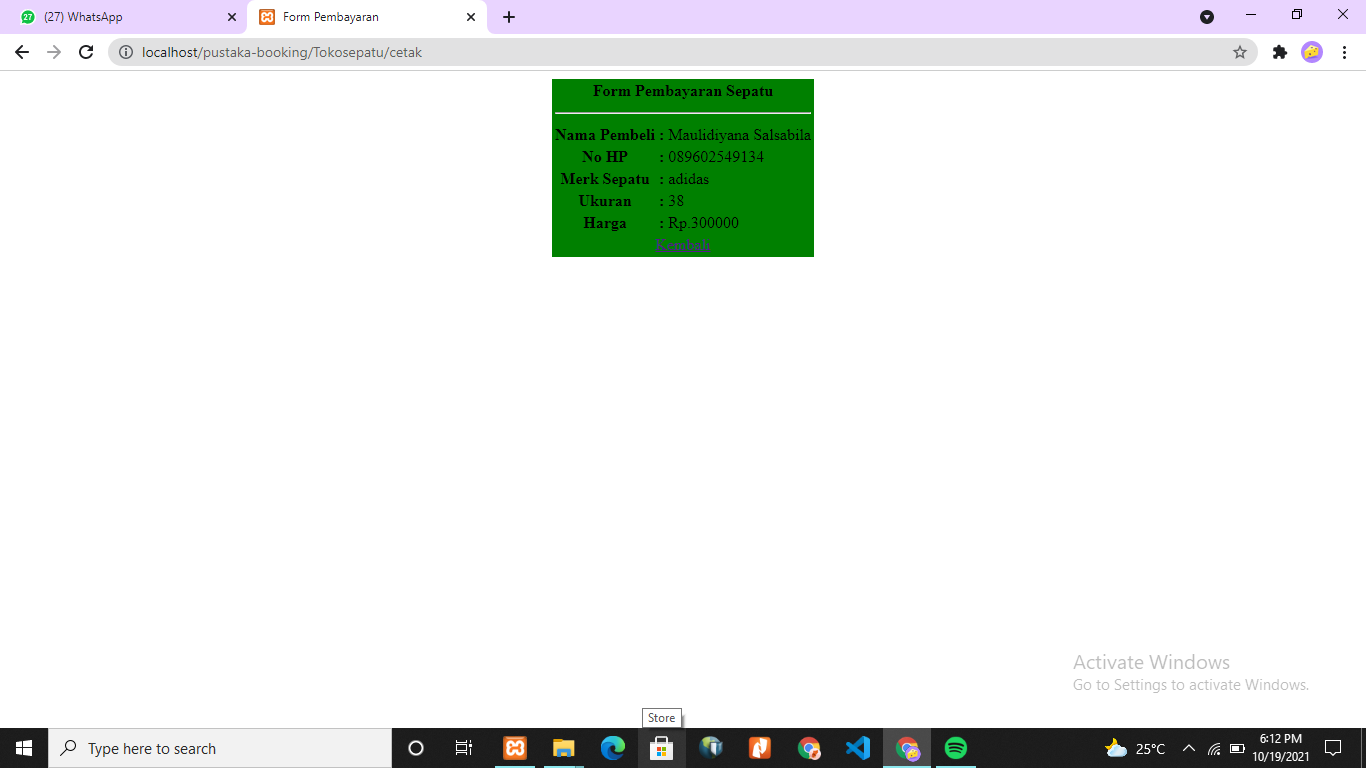 27 (27) WhatsApp
Form Pembayaran
localhost/pustaka-booking/Tokosepatu/cetak
Form Pembayaran Sepatu
Nama Pembeli : Maulidiyana Salsabila
No HP : 089602549134
Merk Sepatu : adidas
Ukuran : 38
Harga : Rp.300000
Kembali
Activate Windows
Go to Settings to activate Windows.
Store
Type here to search
25°C
6:12 PM
10/19/2021